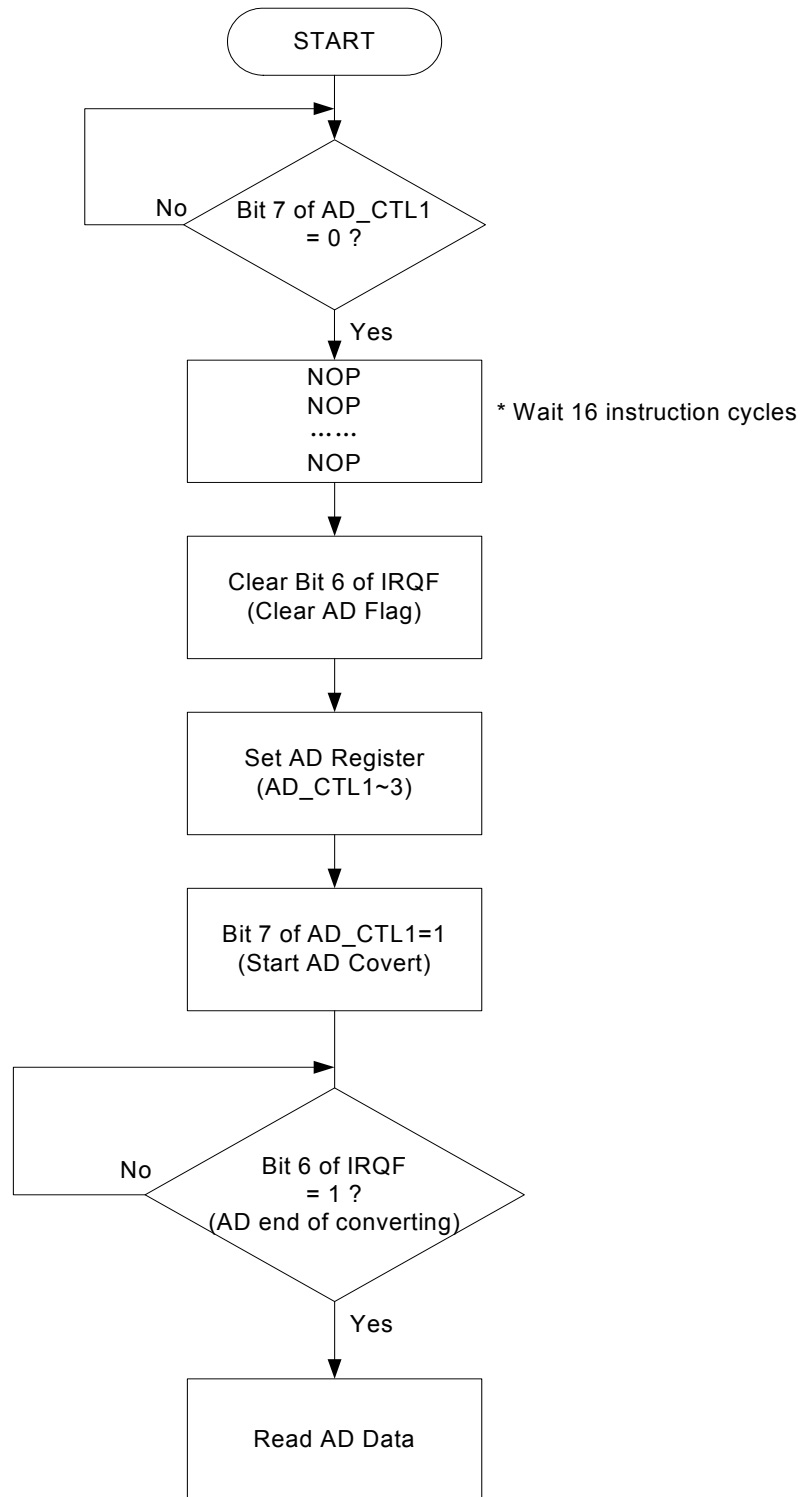 START
No
Bit 7 of AD_CTL1
= 0 ?
Yes
NOP
NOP
......
NOP
* Wait 16 instruction cycles
Clear Bit 6 of IRQF
(Clear AD Flag)
Set AD Register
(AD_CTL1~3)
Bit 7 of AD_CTL1=1
(Start AD Covert)
No
Bit 6 of IRQF
= 1 ?
(AD end of converting)
Yes
Read AD Data